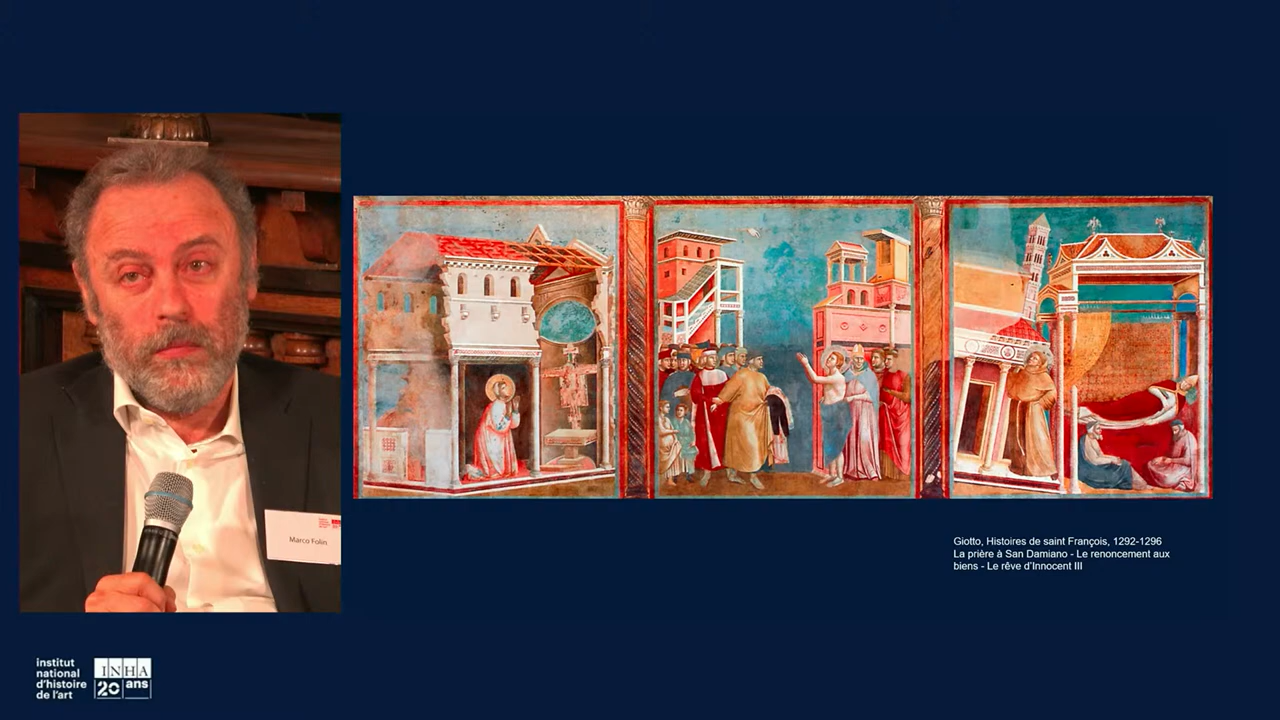 Marco Folin
Giotto, Histoires de saint François, 1292-1296
La prière à San Damiano - Le renoncement aux
biens - Le rêve d'Innocent III
institut
national
d'histoire
de l'art
INHA
20 ans